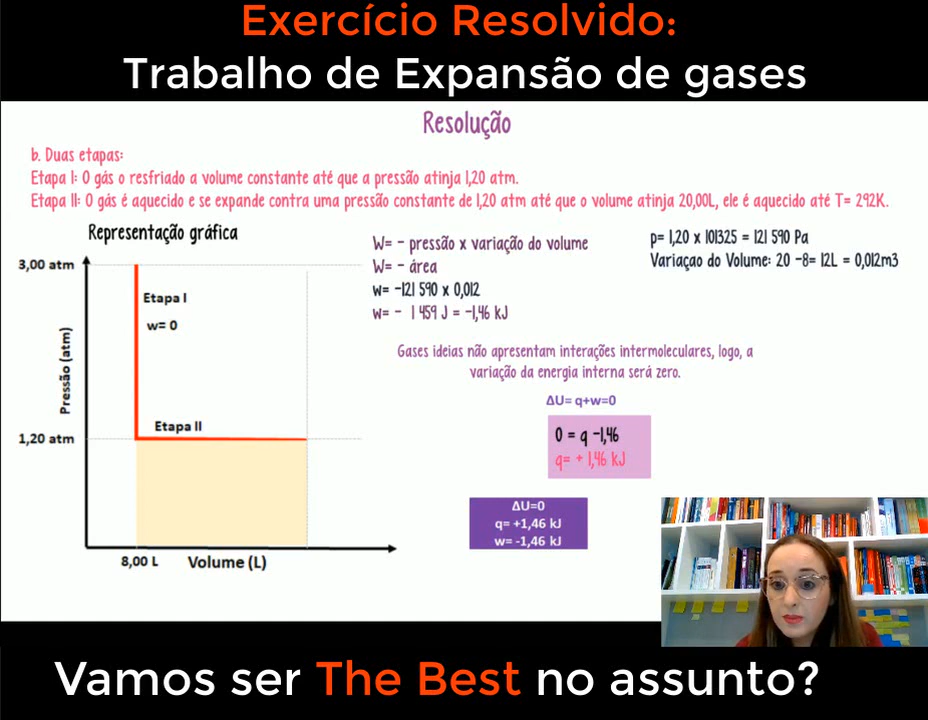 Exercício Resolvido:
Trabalho de Expansão de gases
Resolução
b. Duas etapas:
Etapa I: O gás o resfriado a volume constante até que a pressão atinja 1,20 atm.
Etapa II: O gás é aquecido e se expande contra uma pressão constante de 1,20 atm até que o volume atinja 20,00L, ele é aquecido até T= 292K.
Representação gráfica
3,00 atm
Etapa I
w= 0
Pressão (atm)
Etapa II
1,20 atm
8,00 L
Volume (L)
W= - pressão x variação do volume
W= - área
w= -121 590 x 0,012
w= - 1 459 J = -1,46 kJ
p= 1,20 x 101325 = 121 590 Pa
Variaçao do Volume: 20 -8= 12L = 0,012m3
Gases ideias não apresentam interações intermoleculares, logo, a
variação da energia interna será zero.
ΔU= q+w=0
0 = q -1,46
q= + 1,46 kJ
ΔU=0
q= +1,46 kJ
w= -1,46 kJ
Vamos ser The Best no assunto?